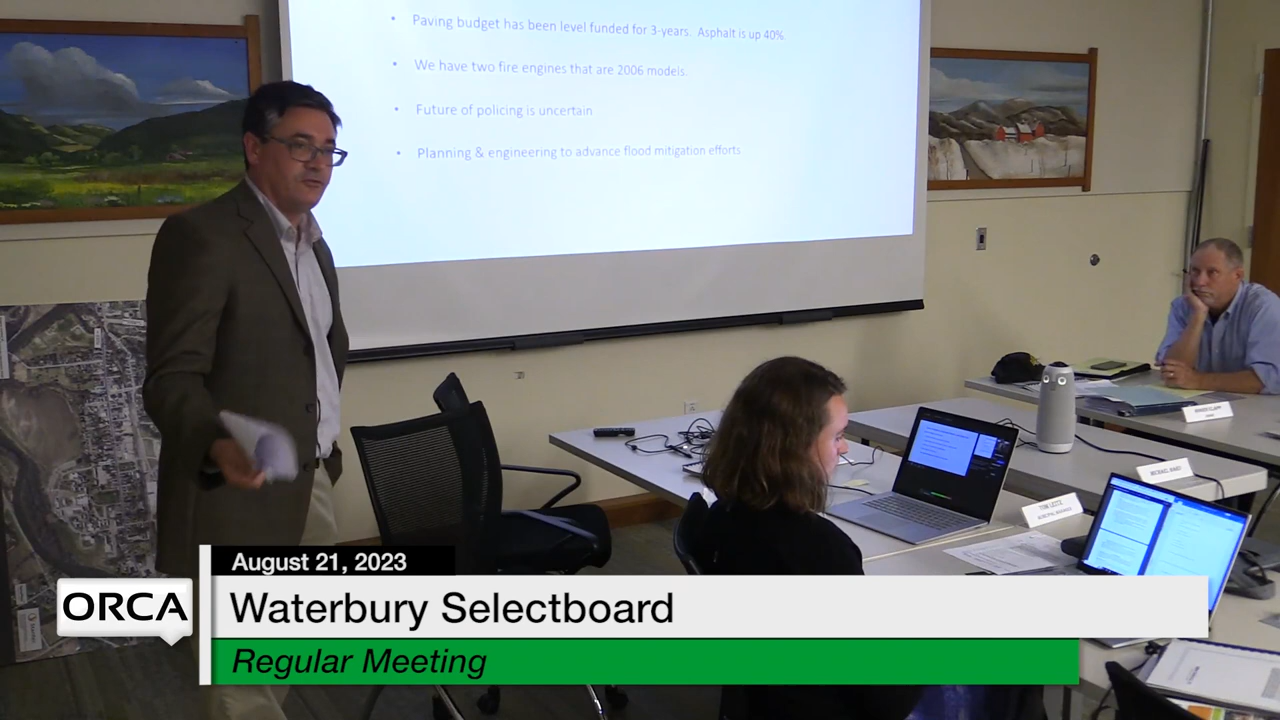 • Paving budget has been level funded for 3-years. Asphalt is up 40%.
• We have two fire engines that are 2006 models.
• Future of policing is uncertain
• Planning & engineering to advance flood mitigation efforts
TOM LEITZ
August 21, 2023
ORCA
Waterbury Selectboard
Regular Meeting